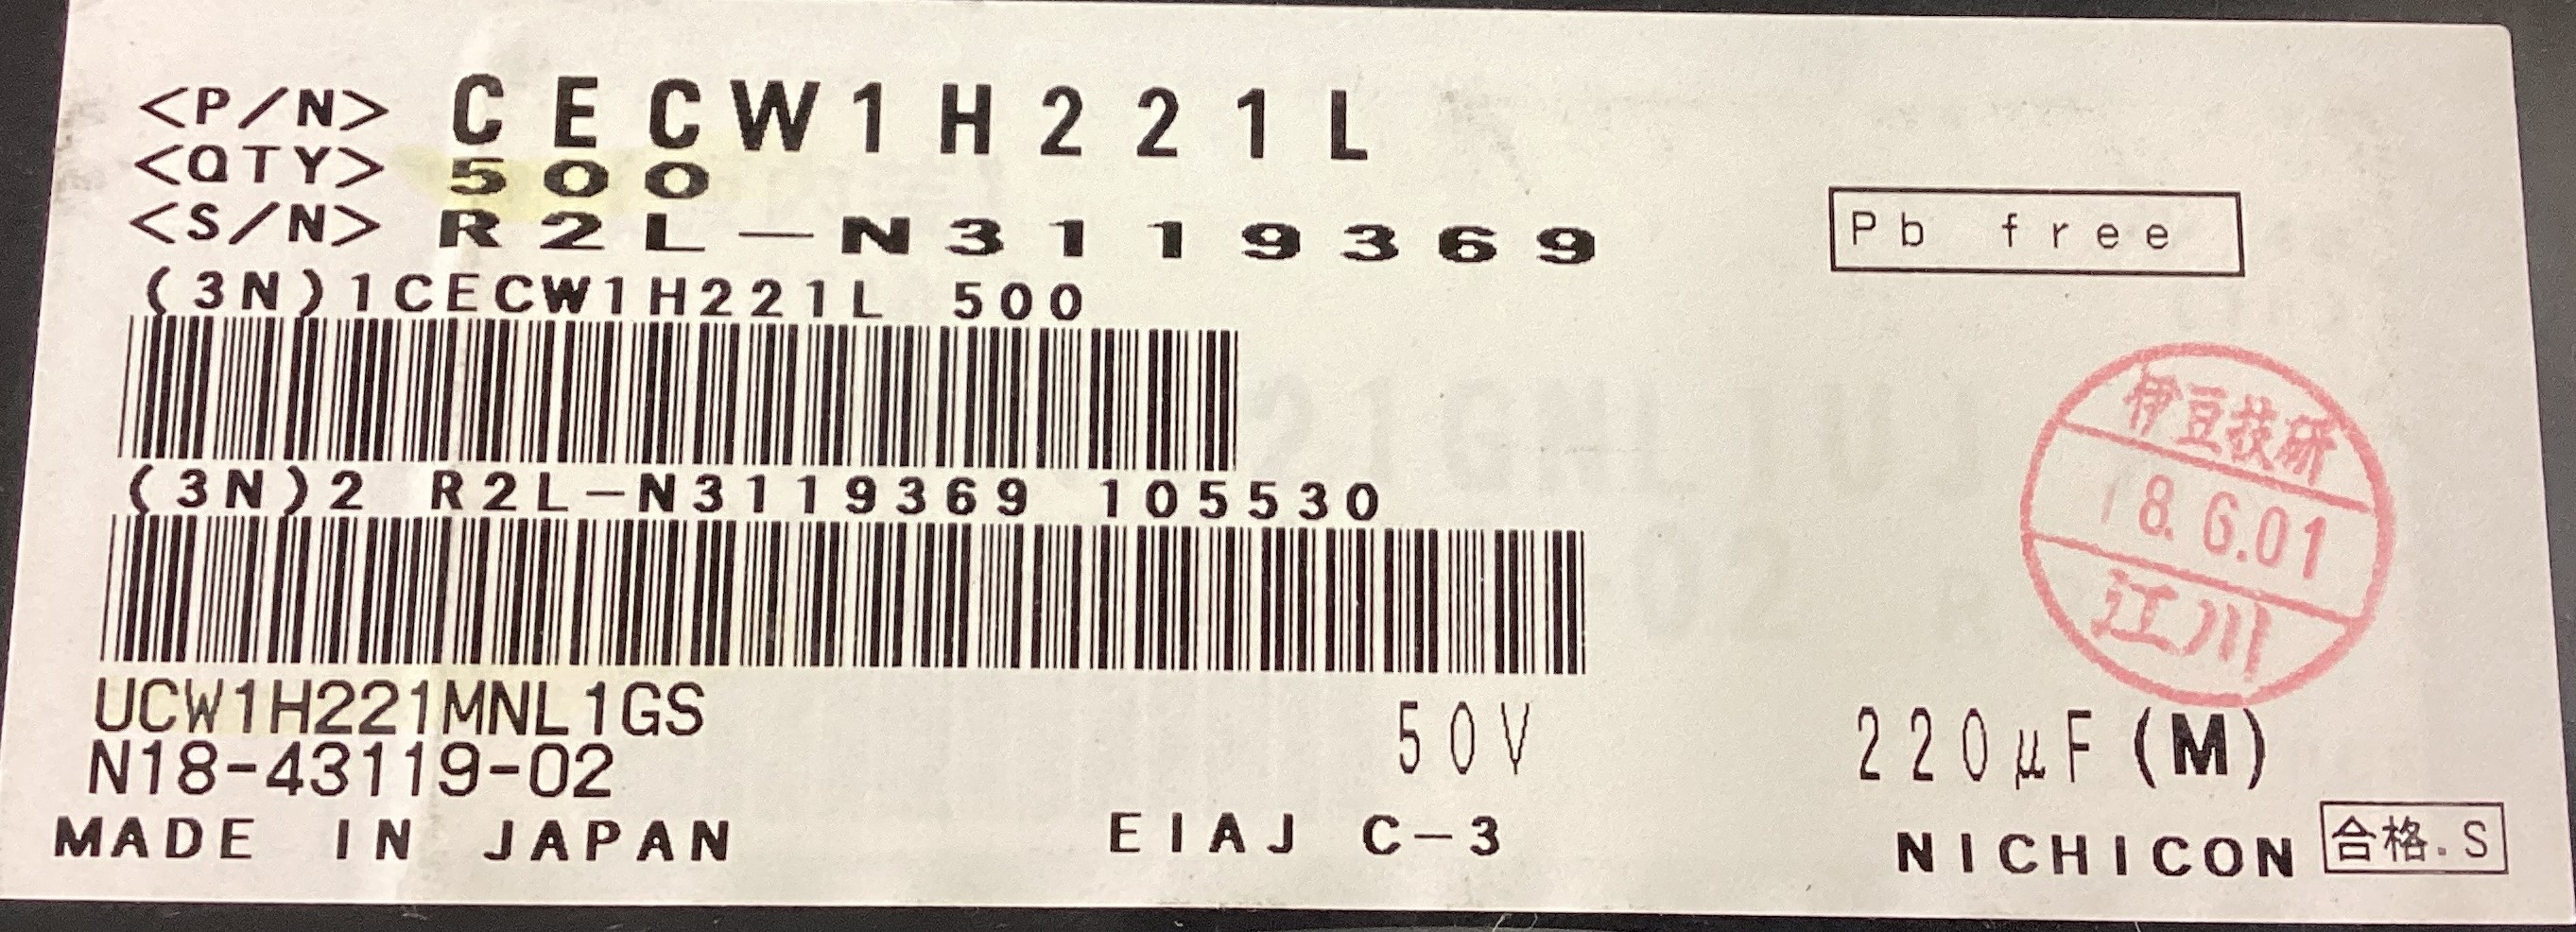 <P/N> CECW1H221L
<QTY> 500
<S/N> R2L-N3119369
Pb free
(3N)1CECW1H221L 500
(3N)2 R2L-N3119369 105530
伊豆技研
18.6.01
江川
UCW1H221MNL1GS 50V 220μF(M)
N18-43119-02
MADE IN JAPAN EIAJ C-3 NICHICON 合格.S